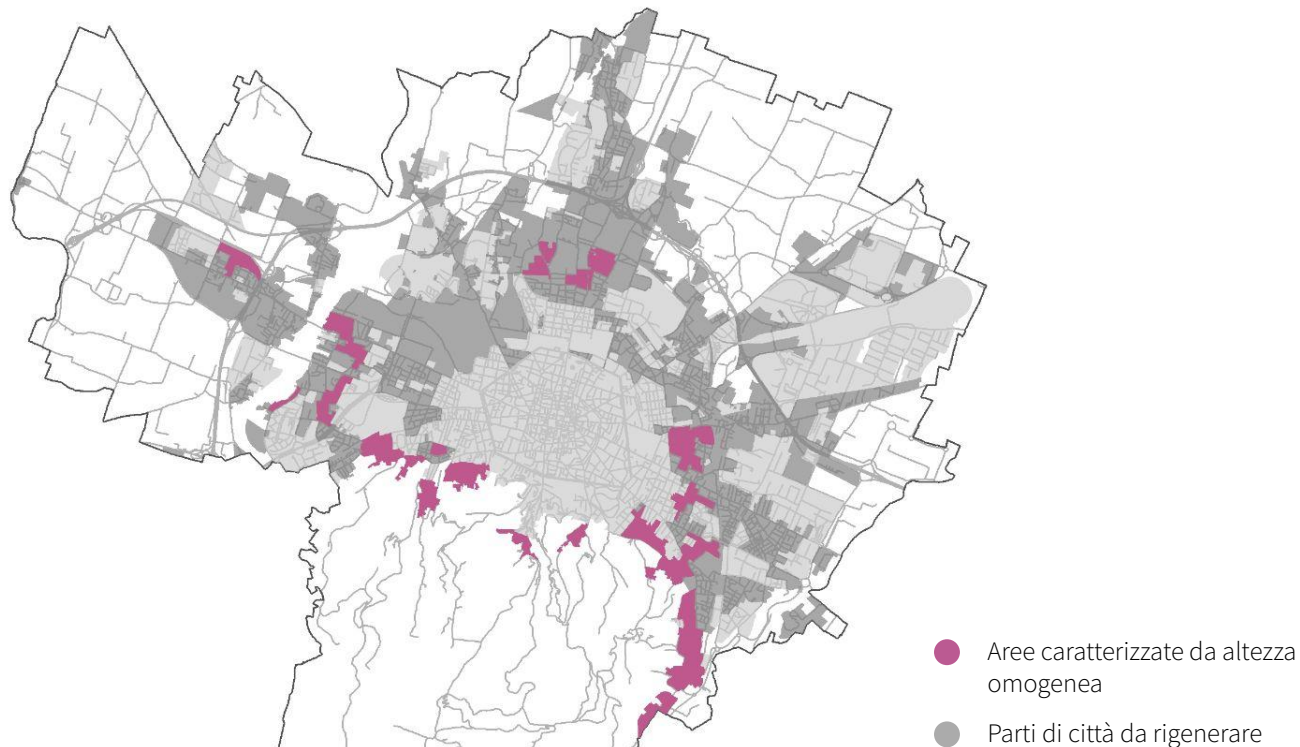 Aree caratterizzate da altezza
omogenea
Parti di città da rigenerare